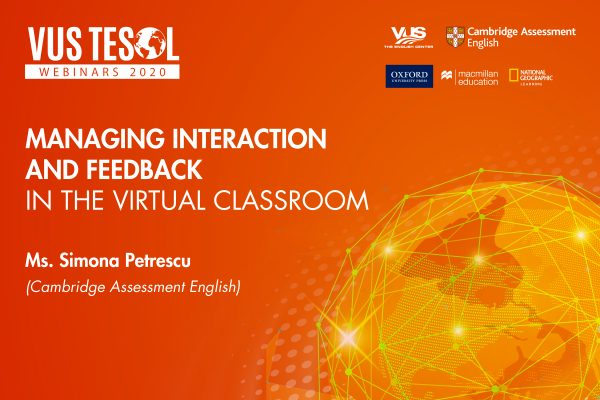 VUS TESOL
WEBINARS 2020
VUS
THE ENGLISH CENTER
Cambridge Assessment
English
OXFORD
UNIVERSITY PRESS
macmillan
education
NATIONAL
GEOGRAPHIC
LEARNING
MANAGING INTERACTION
AND FEEDBACK
IN THE VIRTUAL CLASSROOM
Ms. Simona Petrescu
(Cambridge Assessment English)